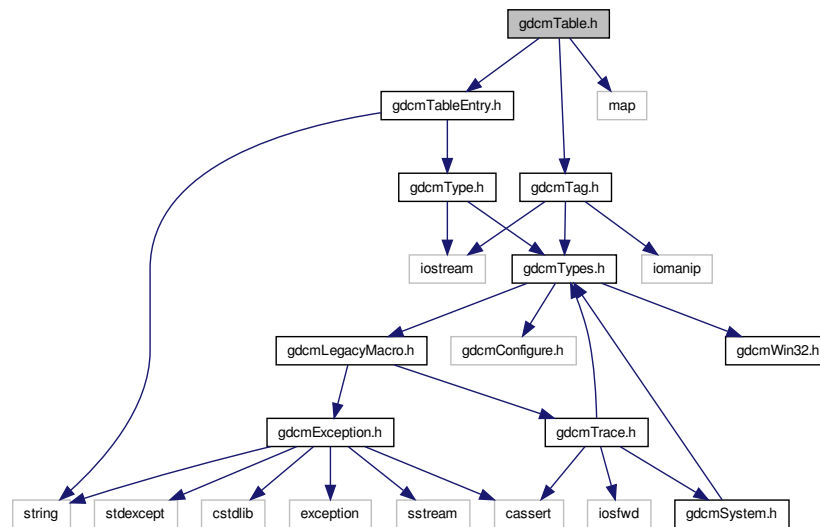 gdcmTable.h
gdcmTableEntry.h
map
gdcmType.h
gdcmTag.h
iostream
gdcmTypes.h
iomanip
gdcmLegacyMacro.h
gdcmConfigure.h
gdcmWin32.h
gdcmException.h
gdcmTrace.h
string
stdexcept
cstdlib
exception
sstream
cassert
iosfwd
gdcmSystem.h